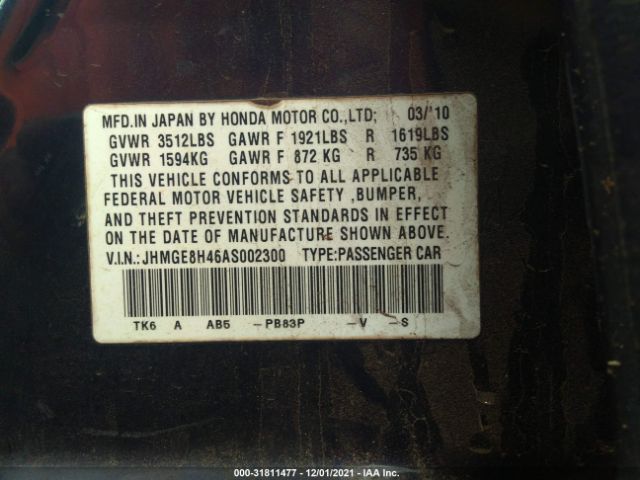 MFD.IN JAPAN BY HONDA MOTOR CO.,LTD; 03/'10
GVWR 3512LBS GAWR F 1921LBS R 1619LBS
GVWR 1594KG GAWR F 872 KG R 735 KG
THIS VEHICLE CONFORMS TO ALL APPLICABLE
FEDERAL MOTOR VEHICLE SAFETY ,BUMPER,
AND THEFT PREVENTION STANDARDS IN EFFECT
ON THE DATE OF MANUFACTURE SHOWN ABOVE.
V.I.N.:JHMGE8H46AS002300 TYPE:PASSENGER CAR
TK6 A AB5 -PB83P -V -S
000-31811477 - 12/01/2021 - IAA Inc.